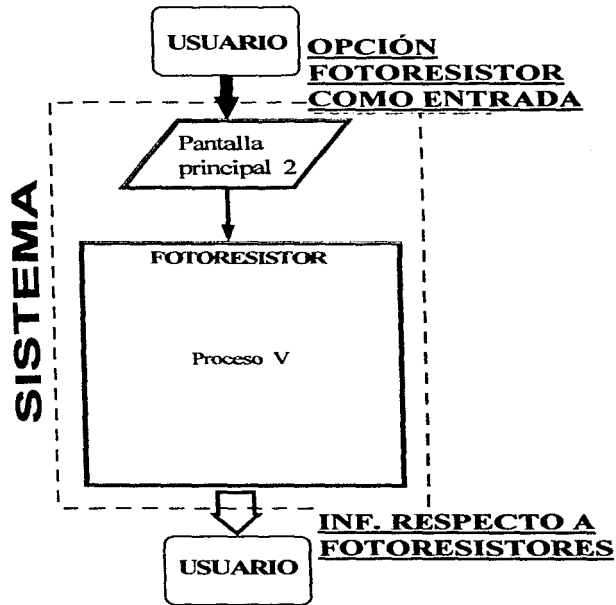 USUARIO
OPCIÓN
FOTORESISTOR
COMO ENTRADA
Pantalla
principal 2
SISTEMA
FOTORESISTOR
Proceso V
INF. RESPECTO A
FOTORESISTORES
USUARIO